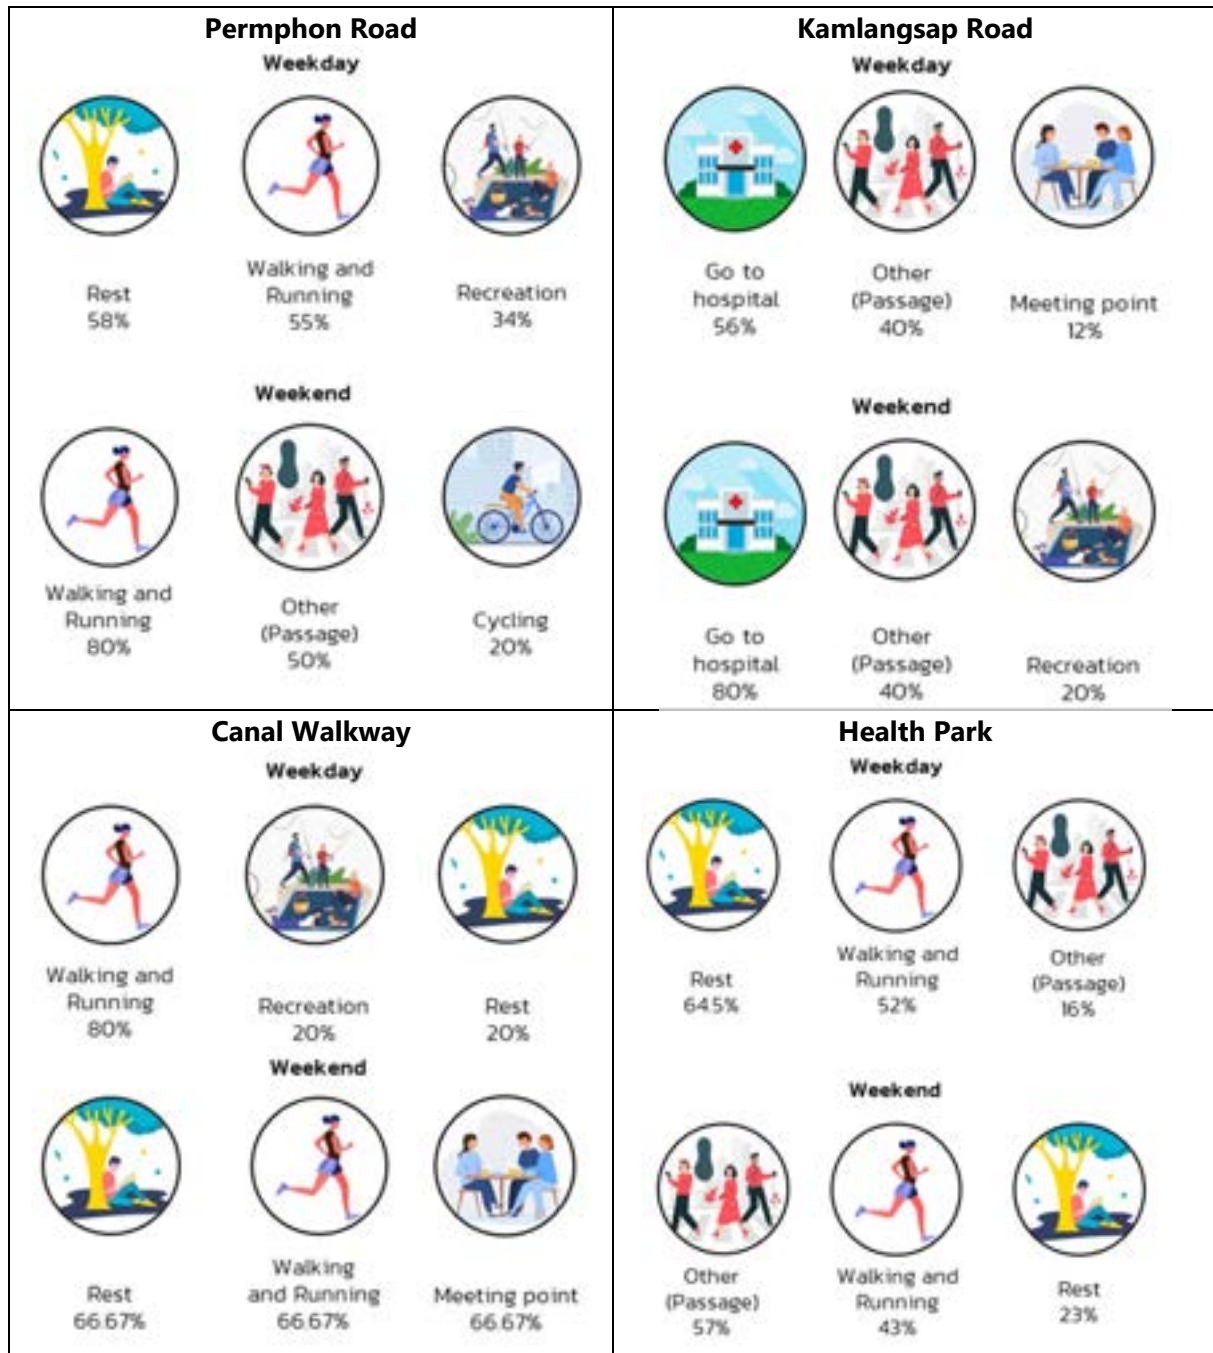 Permphon Road
Weekday
Rest
58%
Walking and
Running
55%
Recreation
34%
Weekend
Walking and
Running
80%
Other
(Passage)
50%
Cycling
20%
Kamlangsap Road
Weekday
Go to
hospital
56%
Other
(Passage)
40%
Meeting point
12%
Weekend
Go to
hospital
80%
Other
(Passage)
40%
Recreation
20%
Canal Walkway
Weekday
Walking and
Running
80%
Recreation
20%
Rest
20%
Weekend
Rest
66.67%
Walking
and Running
66.67%
Meeting point
66.67%
Health Park
Weekday
Rest
64.5%
Walking and
Running
52%
Other
(Passage)
16%
Weekend
Other
(Passage)
57%
Walking and
Running
43%
Rest
23%